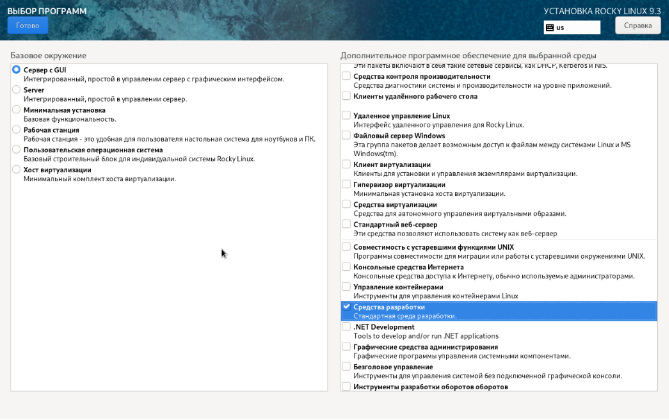 ВЫБОР ПРОГРАММ
УСТАНОВКА ROCKY LINUX 9.3
Готово
us
Справка
Базовое окружение
Сервер с GUI
Интегрированный, простой в управлении сервер с графическим интерфейсом.
Server
Интегрированный, простой в управлении сервер.
Минимальная установка
Базовая функциональность.
Рабочая станция
Рабочая станция - это удобная для пользователя настольная система для ноутбуков и ПК.
Пользовательская операционная система
Базовый строительный блок для индивидуальной системы Rocky Linux.
Хост виртуализации
Минимальный комплект хоста виртуализации.
Дополнительное программное обеспечение для выбранной среды
Эти пакеты включают в себя такие сетевые сервисы, как DHCP, Kerberos и NIS.
Средства контроля производительности
Средства диагностики системы и производительности на уровне приложений.
Клиенты удалённого рабочего стола
Удаленное управление Linux
Интерфейс удаленного управления для Rocky Linux.
Файловый сервер Windows
Эта группа пакетов делает возможным доступ к файлам между системами Linux и MS
Windows(tm).
Клиент виртуализации
Клиенты для установки и управления экземплярами виртуализации.
Гипервизор виртуализации
Минимальная установка хоста виртуализации.
Средства виртуализации
Средства для автономного управления виртуальными образами.
Стандартный веб-сервер
Эти средства позволяют использовать систему как веб-сервер
Совместимость с устаревшими функциями UNIX
Программы совместимости для миграции или работы с устаревшими окружениями UNIX.
Консольные средства Интернета
Консольные средства доступа к Интернету, обычно используемые администраторами.
Управление контейнерами
Инструменты для управления контейнерами Linux
Средства разработки
Стандартная среда разработки.
.NET Development
Tools to develop and/or run .NET applications
Графические средства администрирования
Графические программы управления системными компонентами.
Безголовое управление
Инструменты для управления системой без подключенной графической консоли.
Инструменты разработки оборотов оборотов